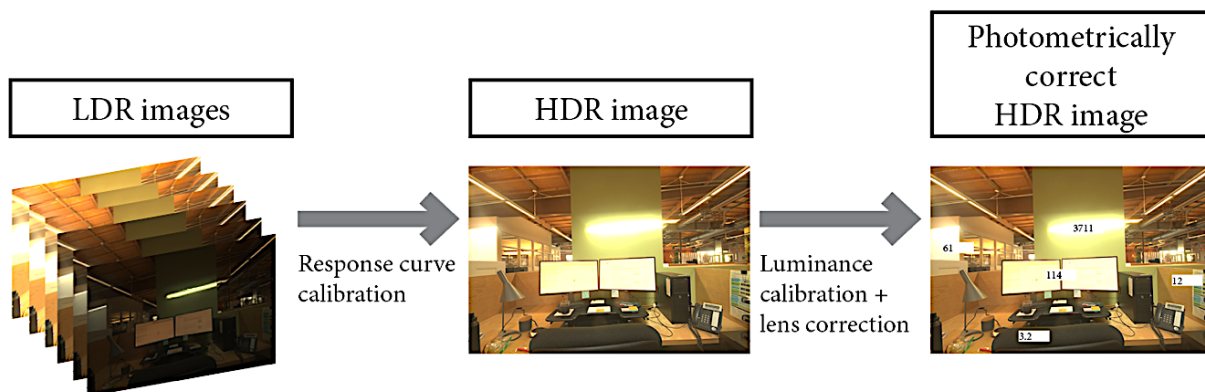 LDR images
HDR image
Photometrically
correct
HDR image
Response curve
calibration
Luminance
calibration +
lens correction
61
3711
114
12
3.2